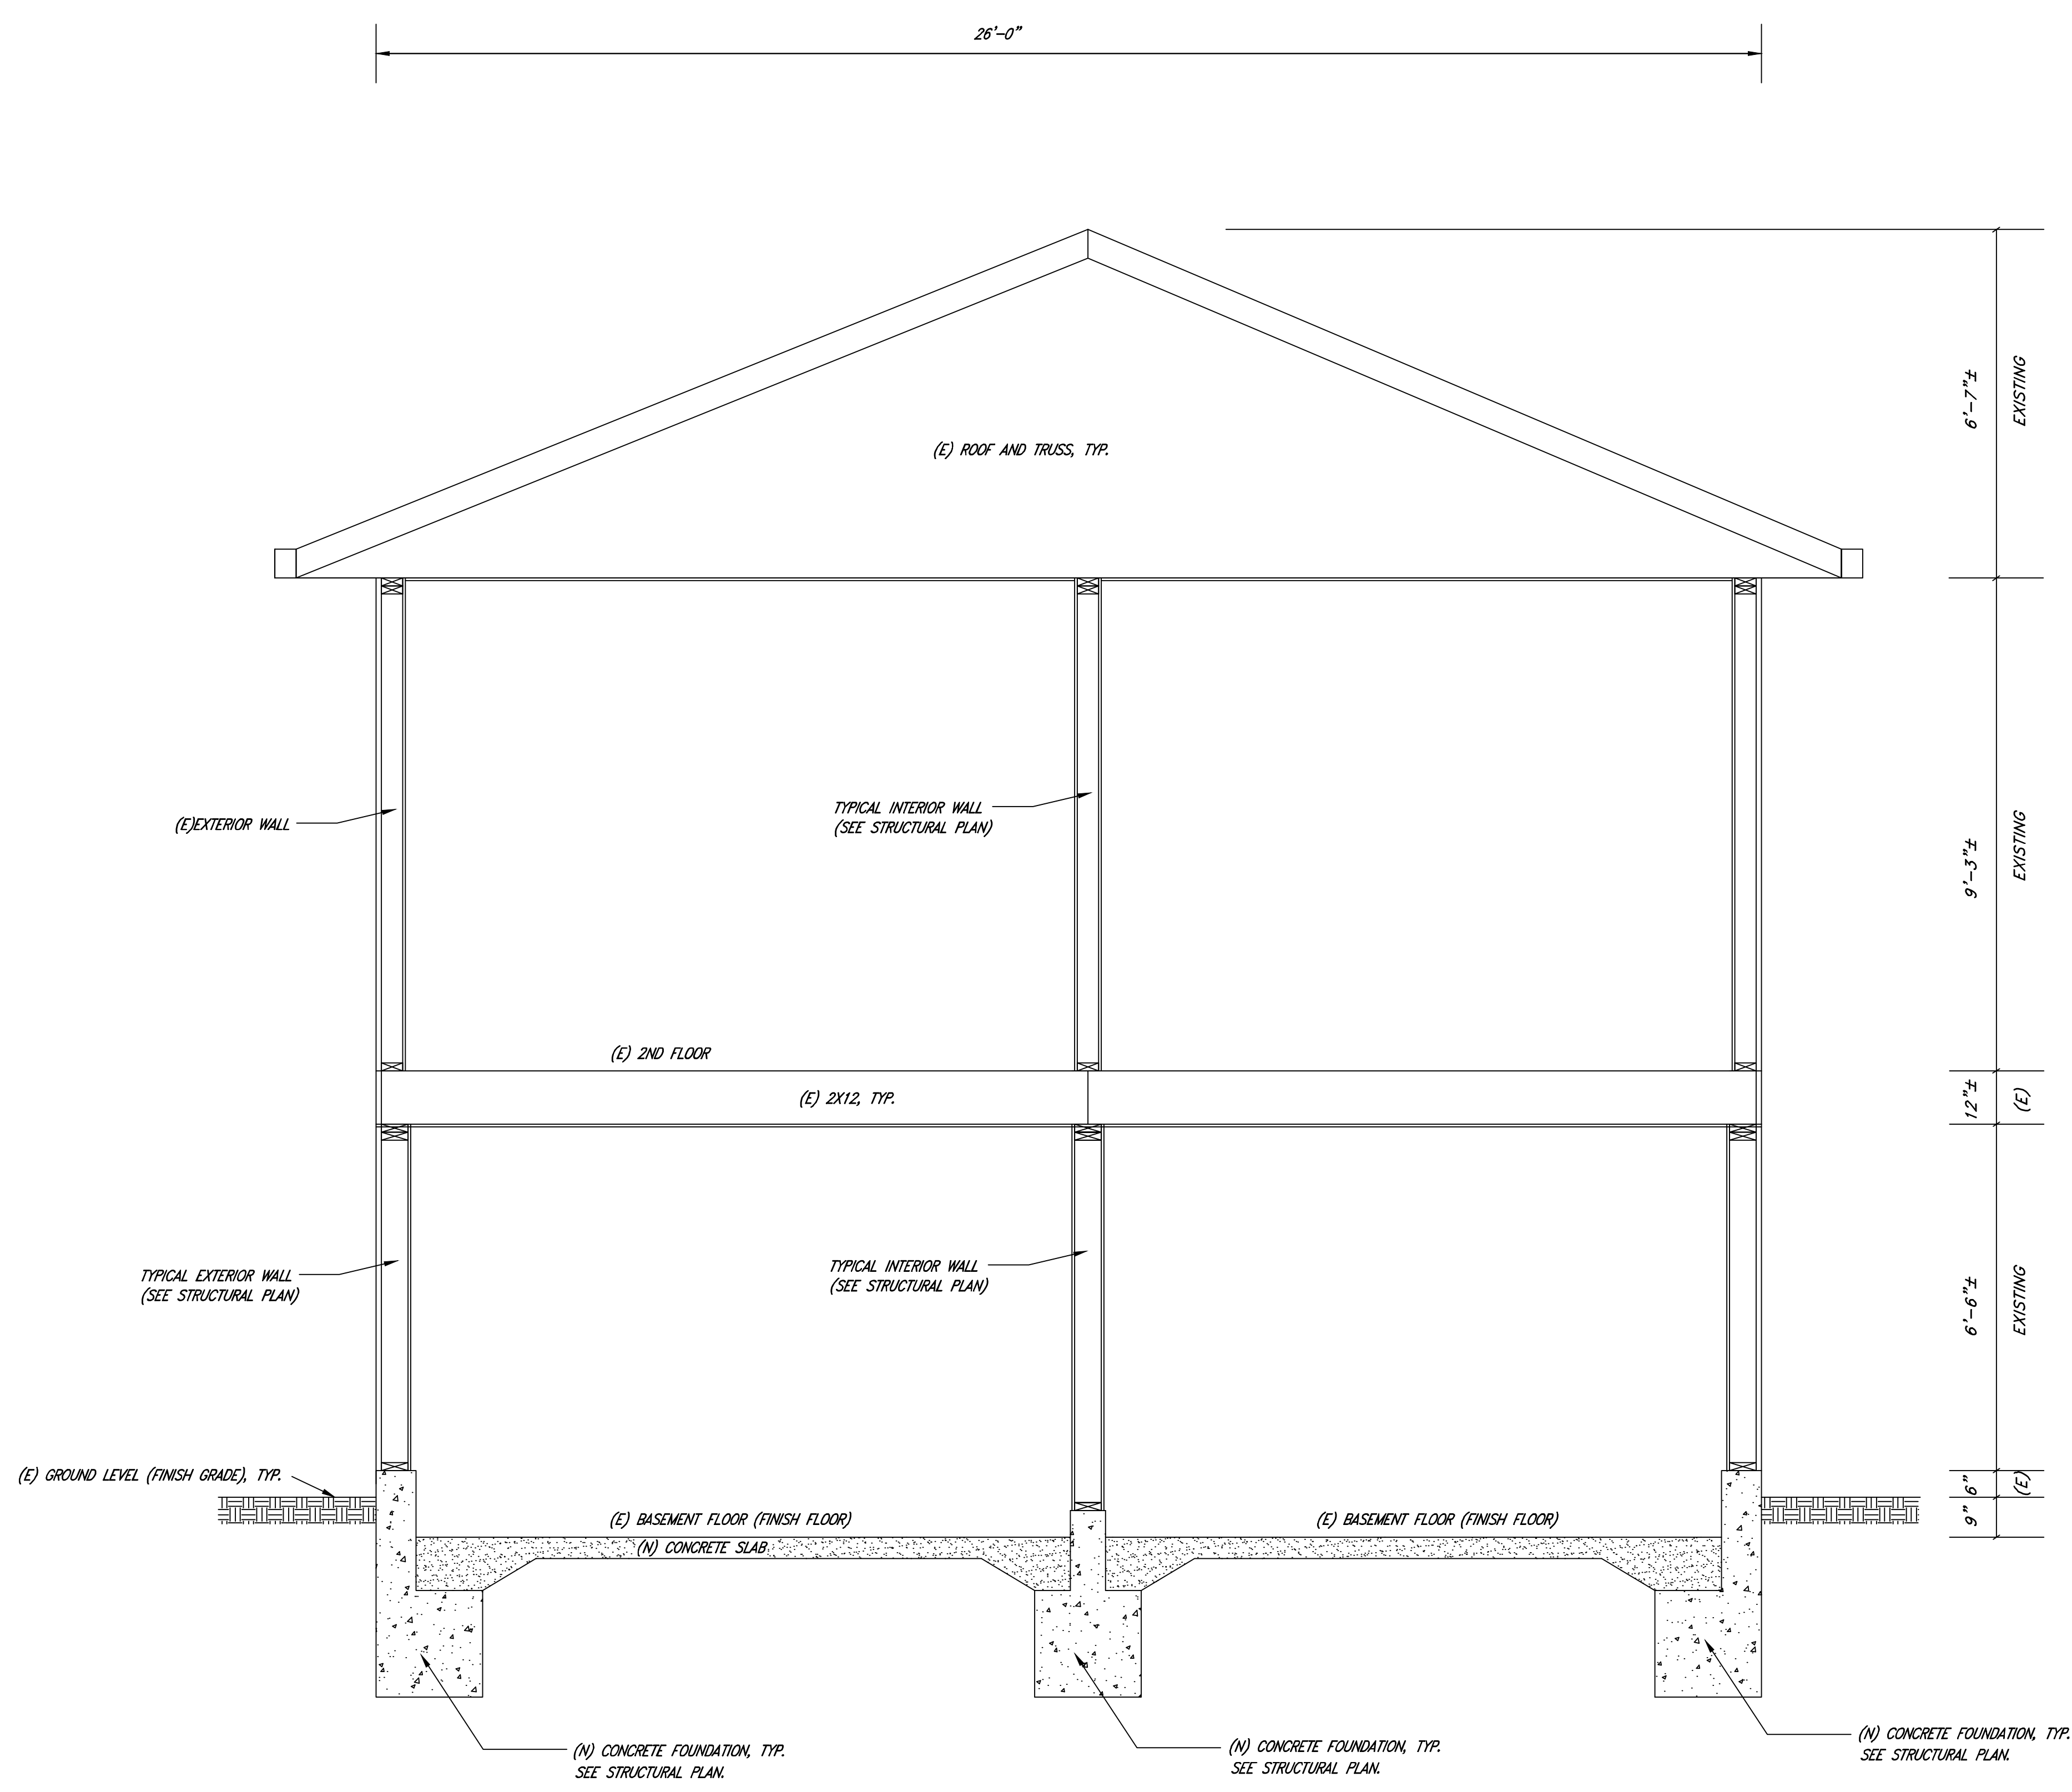 26'-0"
6'-7"±
EXISTING
(E) ROOF AND TRUSS, TYP.
(E)EXTERIOR WALL
TYPICAL INTERIOR WALL
(SEE STRUCTURAL PLAN)
9'-3"±
EXISTING
(E) 2ND FLOOR
(E) 2X12, TYP.
12"±
(E)
TYPICAL EXTERIOR WALL
(SEE STRUCTURAL PLAN)
TYPICAL INTERIOR WALL
(SEE STRUCTURAL PLAN)
6'-6"±
EXISTING
(E) GROUND LEVEL (FINISH GRADE), TYP.
6"
(E)
9"
(E) BASEMENT FLOOR (FINISH FLOOR)
(E) BASEMENT FLOOR (FINISH FLOOR)
(N) CONCRETE SLAB
(N) CONCRETE FOUNDATION, TYP.
SEE STRUCTURAL PLAN.
(N) CONCRETE FOUNDATION, TYP.
SEE STRUCTURAL PLAN.
(N) CONCRETE FOUNDATION, TYP.
SEE STRUCTURAL PLAN.